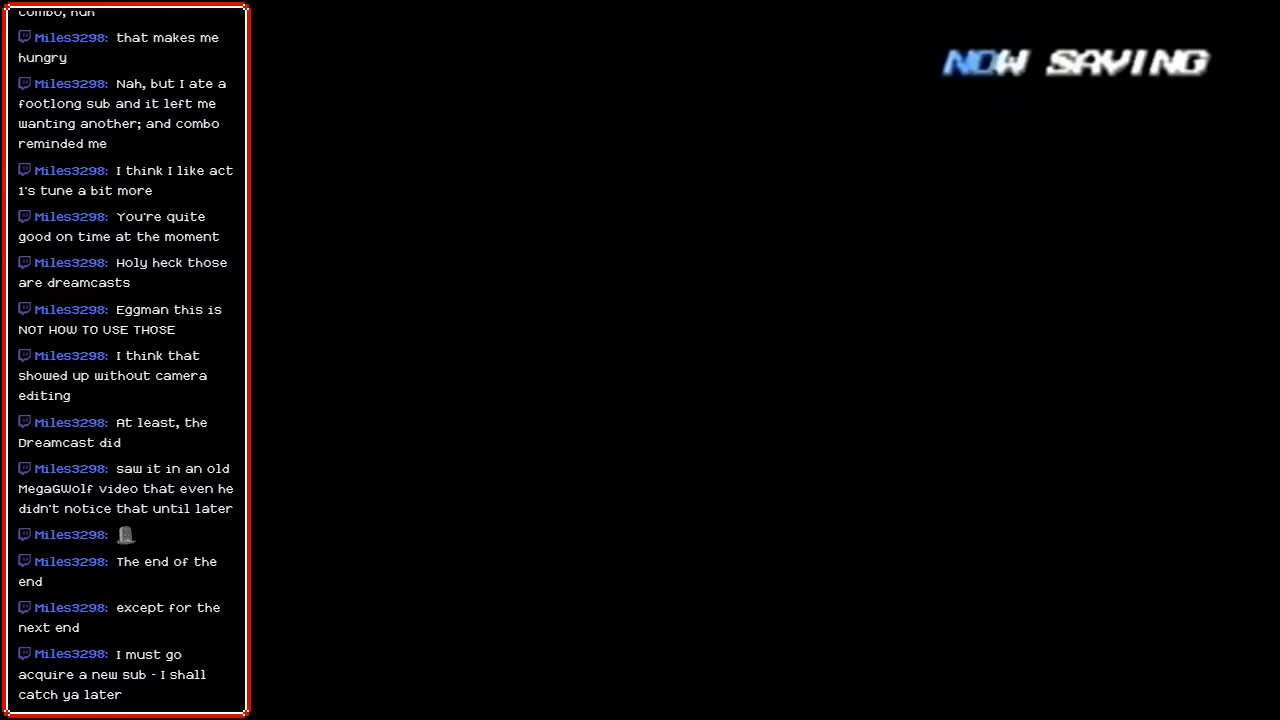 combo, huh
Miles3298: that makes me
hungry
Miles3298: Nah, but I ate a
footlong sub and it left me
wanting another; and combo
reminded me
Miles3298: I think I like act
1's tune a bit more
Miles3298: You're quite
good on time at the moment
Miles3298: Holy heck those
are dreamcasts
Miles3298: Eggman this is
NOT HOW TO USE THOSE
Miles3298: I think that
showed up without camera
editing
Miles3298: At least, the
Dreamcast did
Miles3298: saw it in an old
MegaGWolf video that even he
didn't notice that until later
Miles3298:
Miles3298: The end of the
end
Miles3298: except for the
next end
Miles3298: I must go
acquire a new sub - I shall
catch ya later
NOW SAVING